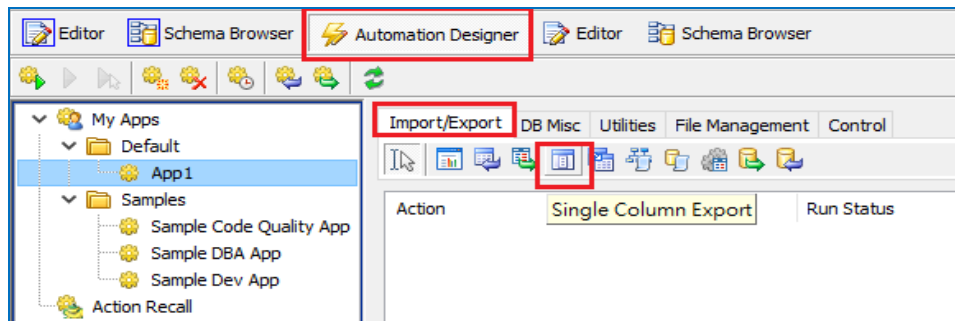 Editor Schema Browser Automation Designer Editor Schema Browser
My Apps
Default
App1
Samples
Sample Code Quality App
Sample DBA App
Sample Dev App
Action Recall
Import/Export DB Misc Utilities File Management Control
Action Single Column Export Run Status